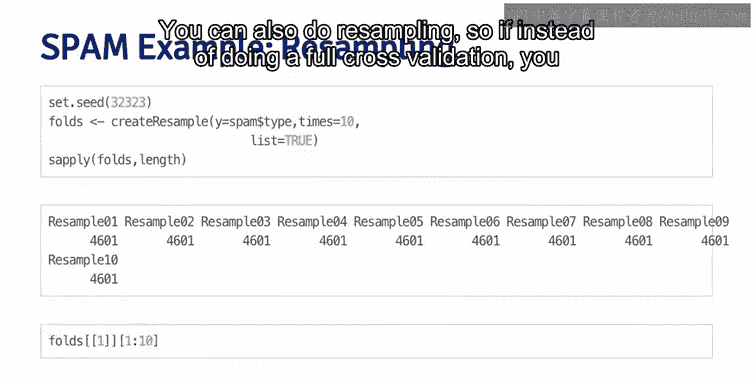 You can also do resampling, so if instead
of doing a full cross validation, you
SPAM Example: Resampling
set.seed(32323)
folds <- createResample(y=spam$type,times=10,
list=TRUE)
sapply(folds,length)
Resample01 Resample02 Resample03 Resample04 Resample05 Resample06 Resample07 Resample08 Resample09
4601 4601 4601 4601 4601 4601 4601 4601 4601
Resample10
4601
folds[[1]][1:10]